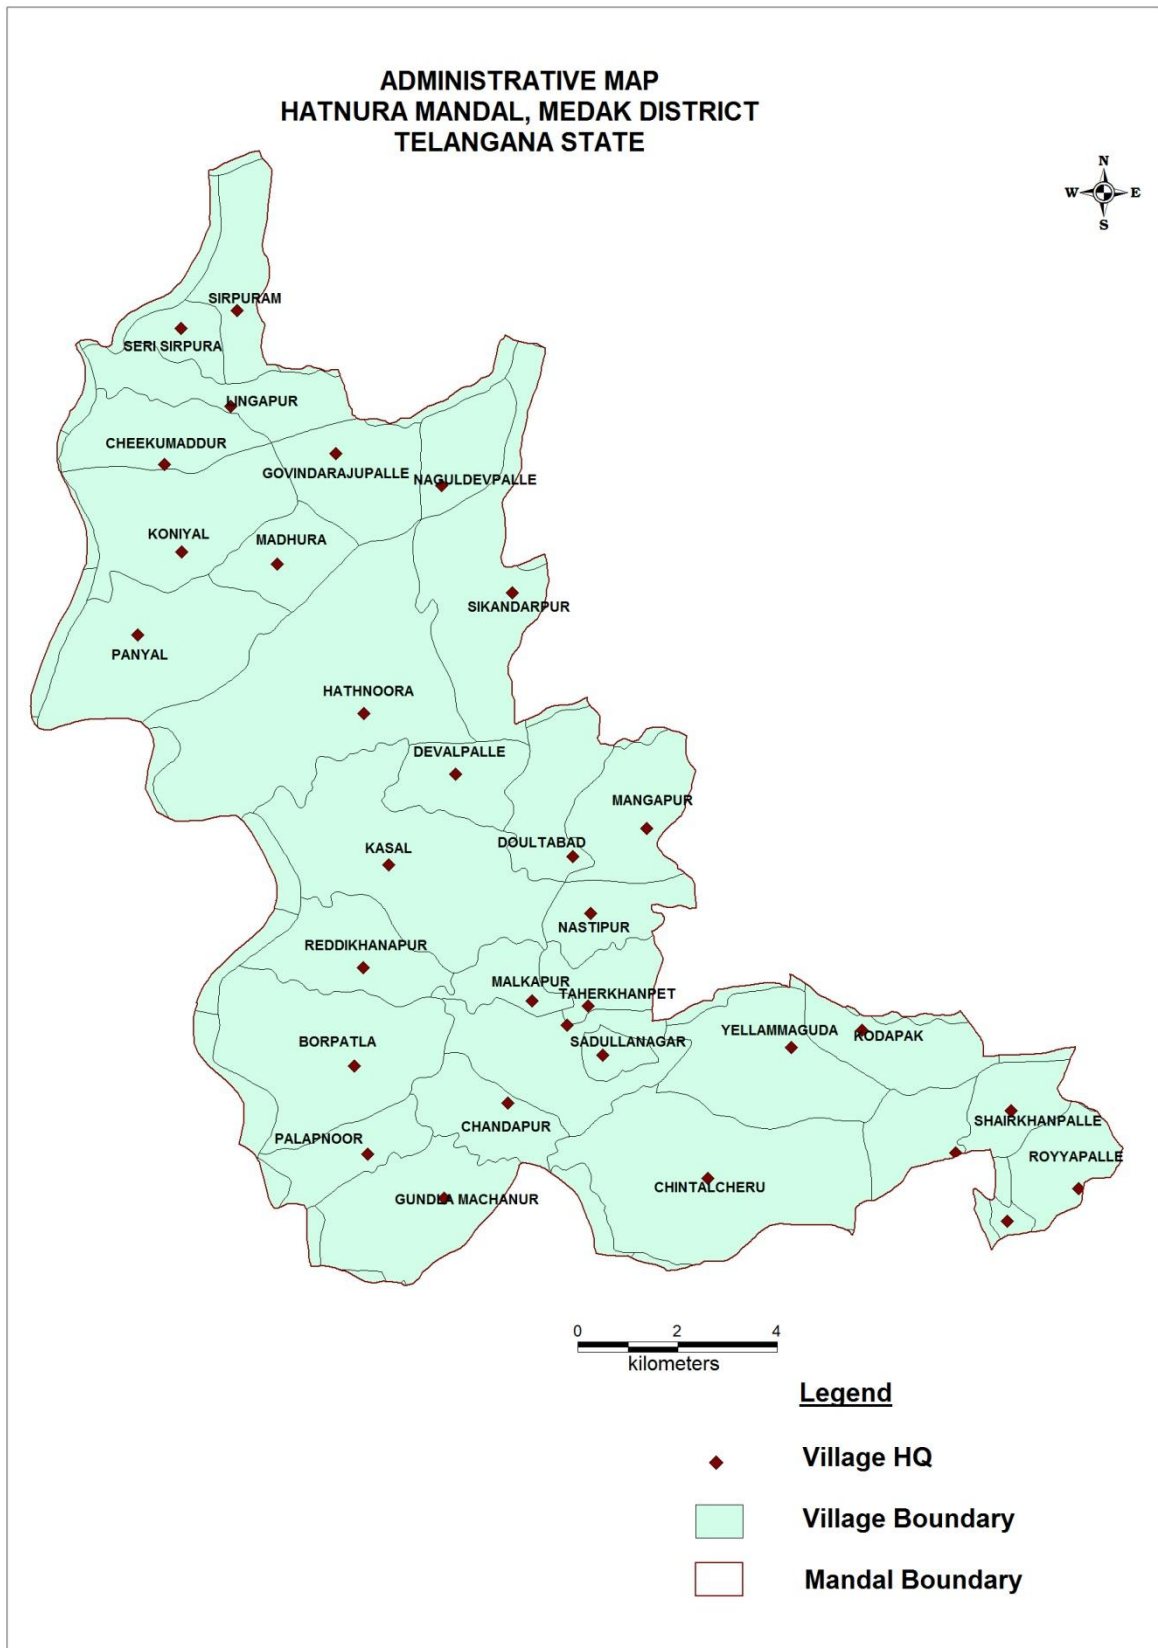 ADMINISTRATIVE MAP
HATNURA MANDAL, MEDAK DISTRICT
TELANGANA STATE
N
W E
S
SIRPURAM
SERI SIRPURA
LINGAPUR
CHEEKUMADDUR
GOVINDARAJUPALLE
NAGULDEVPALLE
KONIYAL
MADHURA
SIKANDARPUR
PANYAL
HATHNOORA
DEVALPALLE
MANGAPUR
DOULTABAD
KASAL
NASTIPUR
REDDIKHANAPUR
MALKAPUR
TAHERKHANPET
YELLAMMAGUDA
KODAPAK
BORPATLA
SADULLANAGAR
SHAIRKHANPALLE
CHANDAPUR
PALAPNOOR
ROYYAPALLE
CHINTALCHERU
GUNDLA MACHANUR
0 2 4
kilometers
Legend
Village HQ
Village Boundary
Mandal Boundary